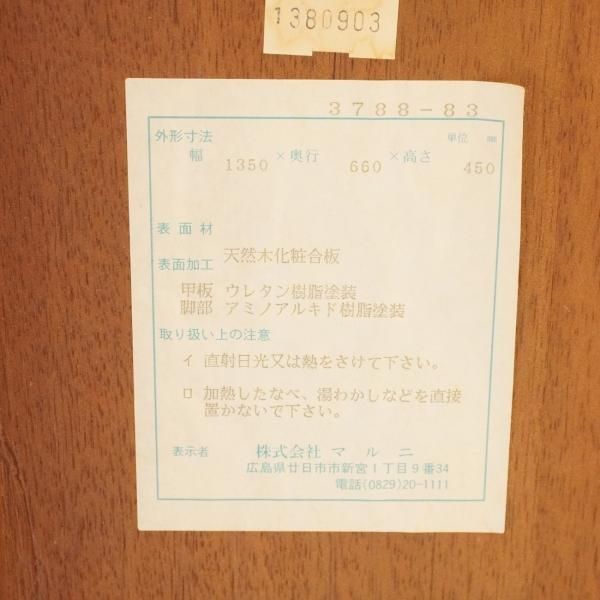 1380903
3788-83
外形寸法 単位 ㎜
幅 1350 ×奥行 660 ×高さ 450
表面材
天然木化粧合板
表面加工
甲板 ウレタン樹脂塗装
脚部 アミノアルキド樹脂塗装
取り扱い上の注意
イ 直射日光又は熱をさけて下さい。
ロ 加熱したなべ、湯わかしなどを直接
置かないで下さい。
表示者 株式会社 マルニ
広島県廿日市市新宮1丁目9番34
電話(0829)20-1111